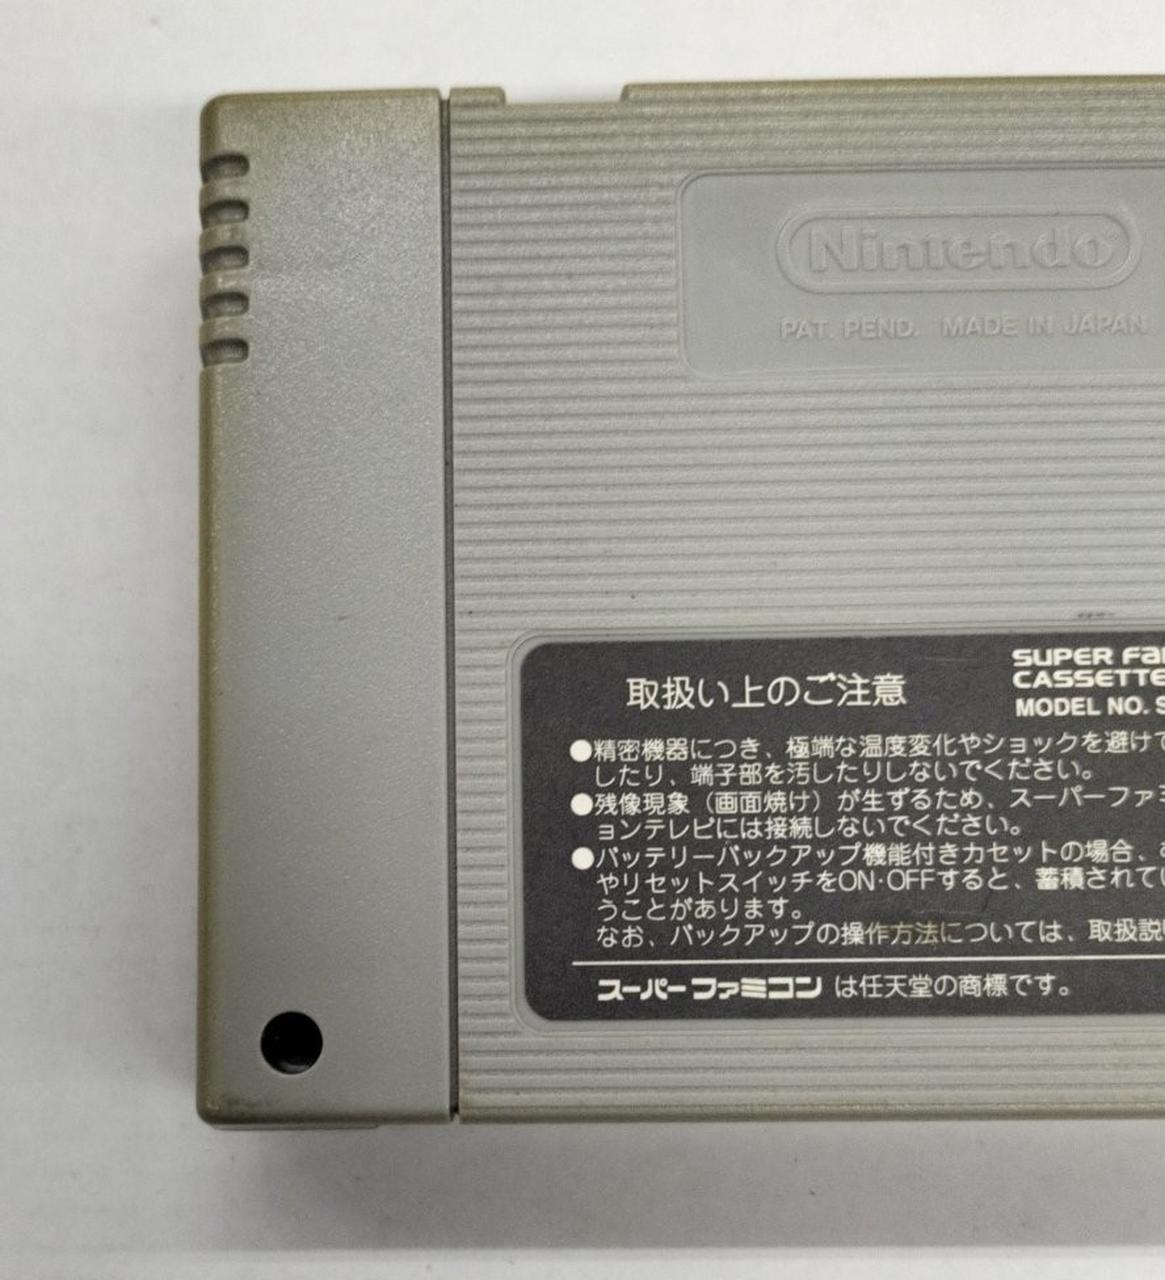 Nintendo
PAT. PEND. MADE IN JAPAN
取扱い上のご注意
SUPER Fa
CASSETTE
MODEL NO. S
●精密機器につき、極端な温度変化やショックを避けて
したり、端子部を汚したりしないでください。
●残像現象（画面焼け）が生ずるため、スーパーファミ
ョンテレビには接続しないでください。
●バッテリーバックアップ機能付きカセットの場合、
やリセットスイッチをON·OFFすると、蓄積されてい
うことがあります。
なお、バックアップの操作方法については、取扱説
スーパーファミコン は任天堂の商標です。